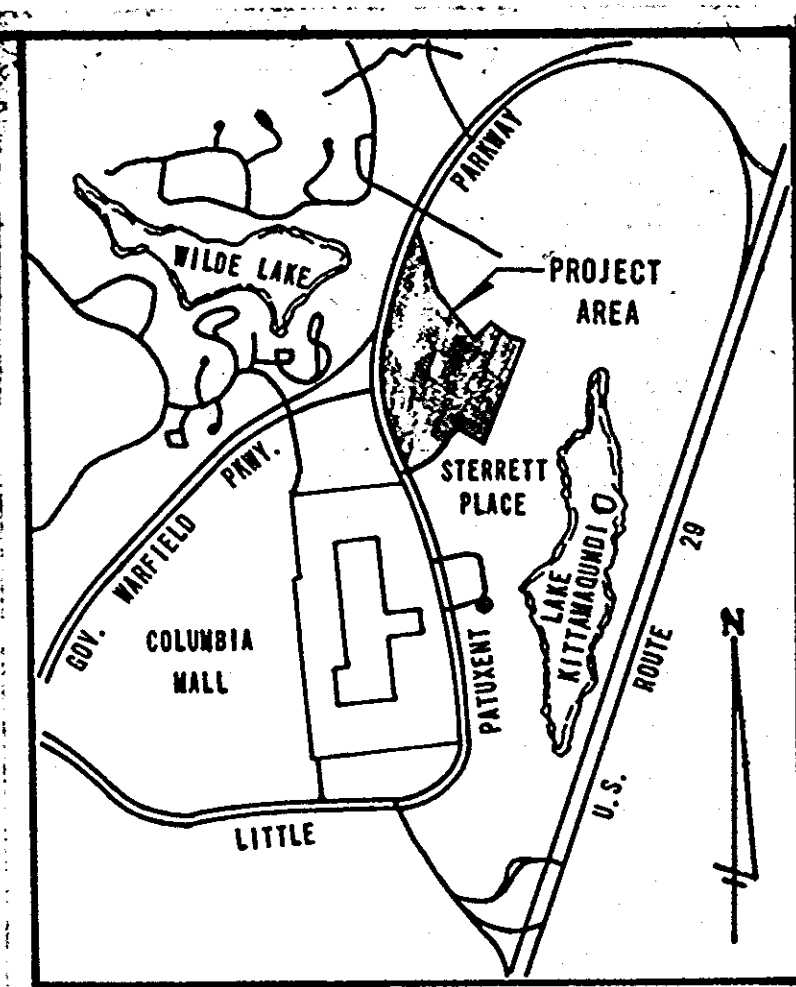 PARKWAY
WILDE LAKE
PROJECT
AREA
STERRETT
PLACE
GOV. WARFIELD PKWY.
COLUMBIA
MALL
LAKE
KITTAMAQUNDI
PATUXENT
LITTLE
U.S. ROUTE 29
N